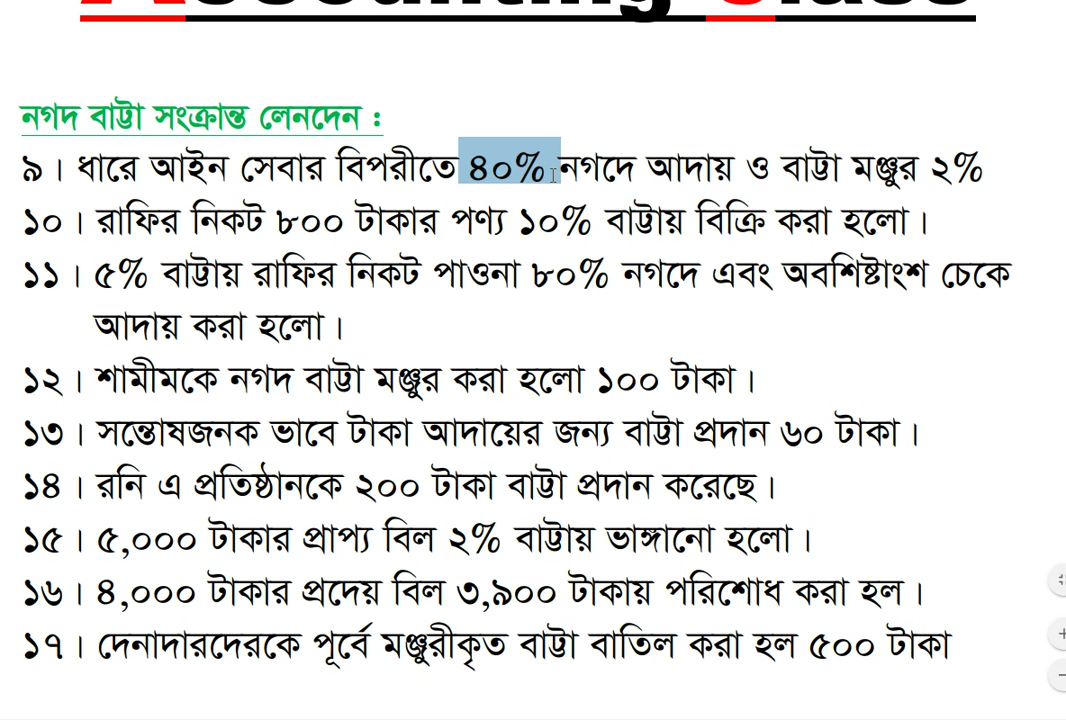 Accounting Class
নগদ বাট্টা সংক্রান্ত লেনদেন :
৯। ধারে আইন সেবার বিপরীতে ৪০% নগদে আদায় ও বাট্টা মঞ্জুর ২%
১০। রাফির নিকট ৮০০ টাকার পণ্য ১০% বাট্টায় বিক্রি করা হলো।
১১। ৫% বাট্টায় রাফির নিকট পাওনা ৮০% নগদে এবং অবশিষ্টাংশ চেকে
আদায় করা হলো।
১২। শামীমকে নগদ বাট্টা মঞ্জুর করা হলো ১০০ টাকা।
১৩। সন্তোষজনক ভাবে টাকা আদায়ের জন্য বাট্টা প্রদান ৬০ টাকা।
১৪। রনি এ প্রতিষ্ঠানকে ২০০ টাকা বাট্টা প্রদান করেছে।
১৫। ৫,০০০ টাকার প্রাপ্য বিল ২% বাট্টায় ভাঙ্গানো হলো।
১৬। ৪,০০০ টাকার প্রদেয় বিল ৩,৯০০ টাকায় পরিশোধ করা হল।
১৭। দেনাদারদেরকে পূর্বে মঞ্জুরীকৃত বাট্টা বাতিল করা হল ৫০০ টাকা